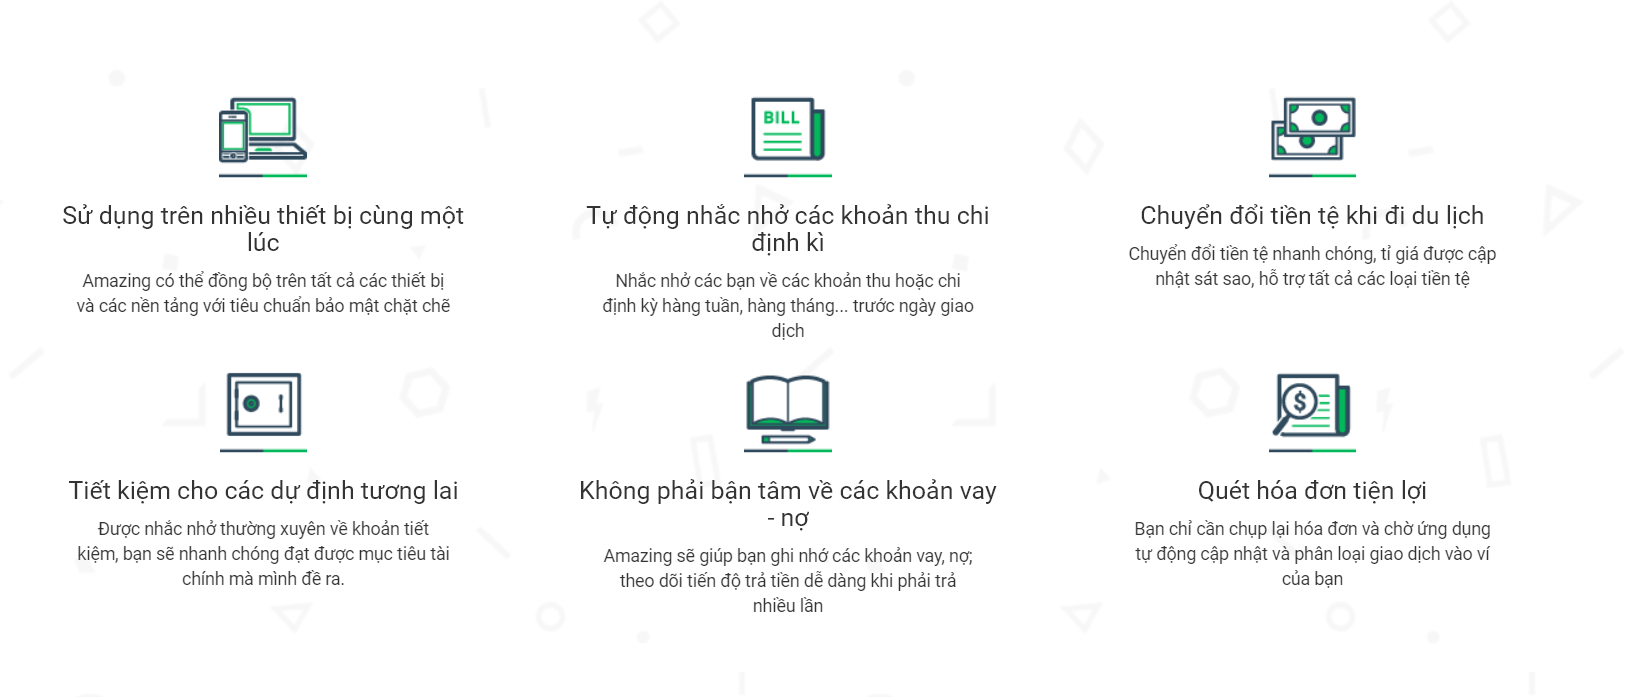 BILL
Sử dụng trên nhiều thiết bị cùng một
lúc
Amazing có thể đồng bộ trên tất cả các thiết bị
và các nền tảng với tiêu chuẩn bảo mật chặt chẽ
Tự động nhắc nhở các khoản thu chi
định kì
Nhắc nhở các bạn về các khoản thu hoặc chi
định kỳ hàng tuần, hàng tháng... trước ngày giao
dịch
Chuyển đổi tiền tệ khi đi du lịch
Chuyển đổi tiền tệ nhanh chóng, tỉ giá được cập
nhật sát sao, hỗ trợ tất cả các loại tiền tệ
$
Tiết kiệm cho các dự định tương lai
Được nhắc nhở thường xuyên về khoản tiết
kiệm, bạn sẽ nhanh chóng đạt được mục tiêu tài
chính mà mình đề ra.
Không phải bận tâm về các khoản vay
- nợ
Amazing sẽ giúp bạn ghi nhớ các khoản vay, nợ;
theo dõi tiến độ trả tiền dễ dàng khi phải trả
nhiều lần
Quét hóa đơn tiện lợi
Bạn chỉ cần chụp lại hóa đơn và chờ ứng dụng
tự động cập nhật và phân loại giao dịch vào ví
của bạn